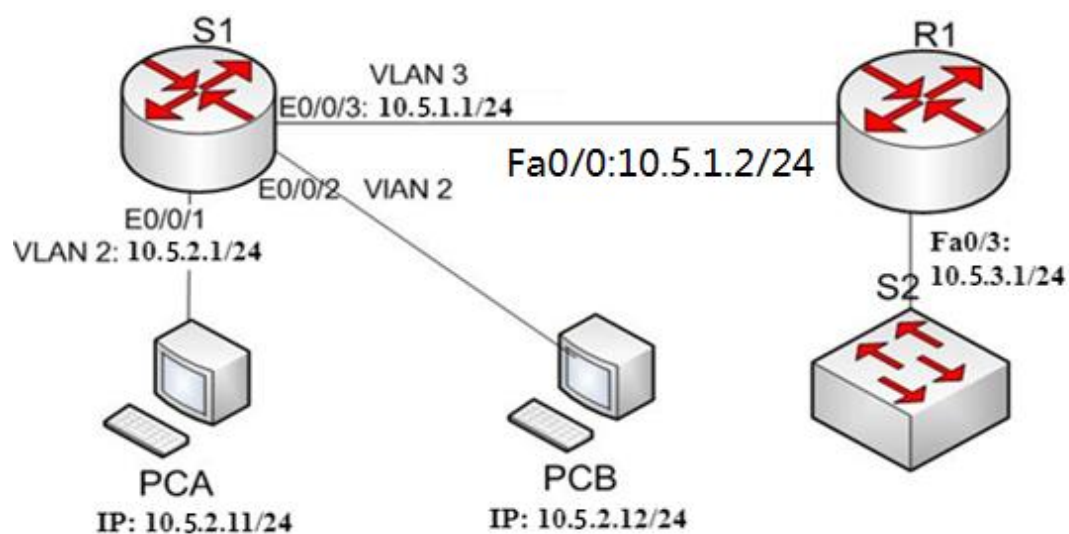 S1
R1
VLAN 3
E0/0/3: 10.5.1.1/24
Fa0/0:10.5.1.2/24
E0/0/2 VIAN 2
E0/0/1
VLAN 2: 10.5.2.1/24
Fa0/3:
10.5.3.1/24
S2
PCA
IP: 10.5.2.11/24
PCB
IP: 10.5.2.12/24